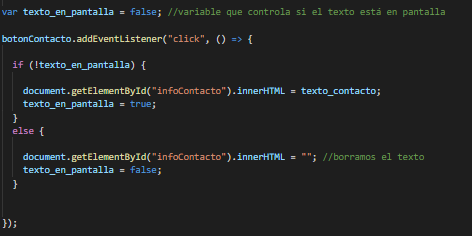 var texto_en_pantalla = false; //variable que controla si el texto está en pantalla
botonContacto.addEventListener("click", () => {
if (!texto_en_pantalla) {
document.getElementById("infoContacto").innerHTML = texto_contacto;
texto_en_pantalla = true;
}
else {
document.getElementById("infoContacto").innerHTML = ""; //borramos el texto
texto_en_pantalla = false;
}
});